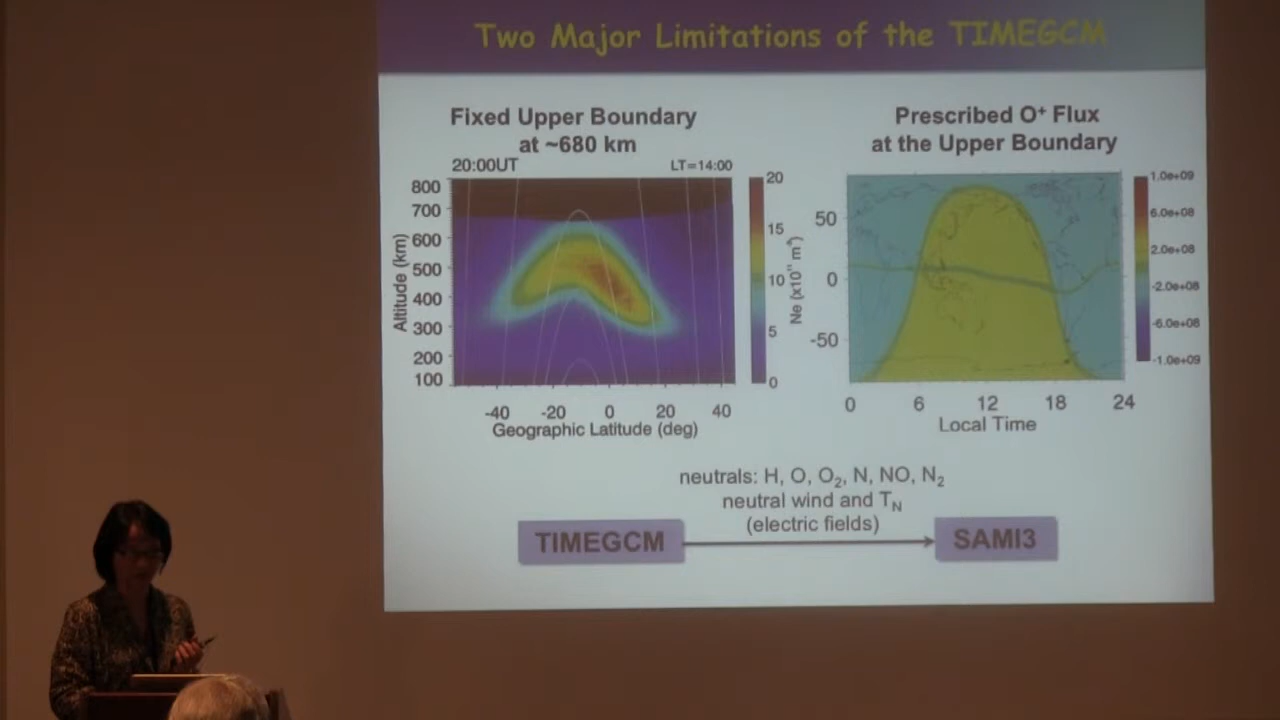 Two Major Limitations of the TIMEGCM
Fixed Upper Boundary
at ~680 km
20:00UT
LT=14:00
800
700
600
500
400
300
200
100
Altitude (km)
-40
-20
0
20
40
Geographic Latitude (deg)
20
15
10
5
0
Ne (x10¹¹ m³)
Prescribed O⁺ Flux
at the Upper Boundary
50
0
-50
0
6
12
18
24
Local Time
1.0e+09
6.0e+08
2.0e+08
-2.0e+08
-6.0e+08
-1.0e+09
neutrals: H, O, O₂, N, NO, N₂
neutral wind and T_N
(electric fields)
TIMEGCM
SAMI3